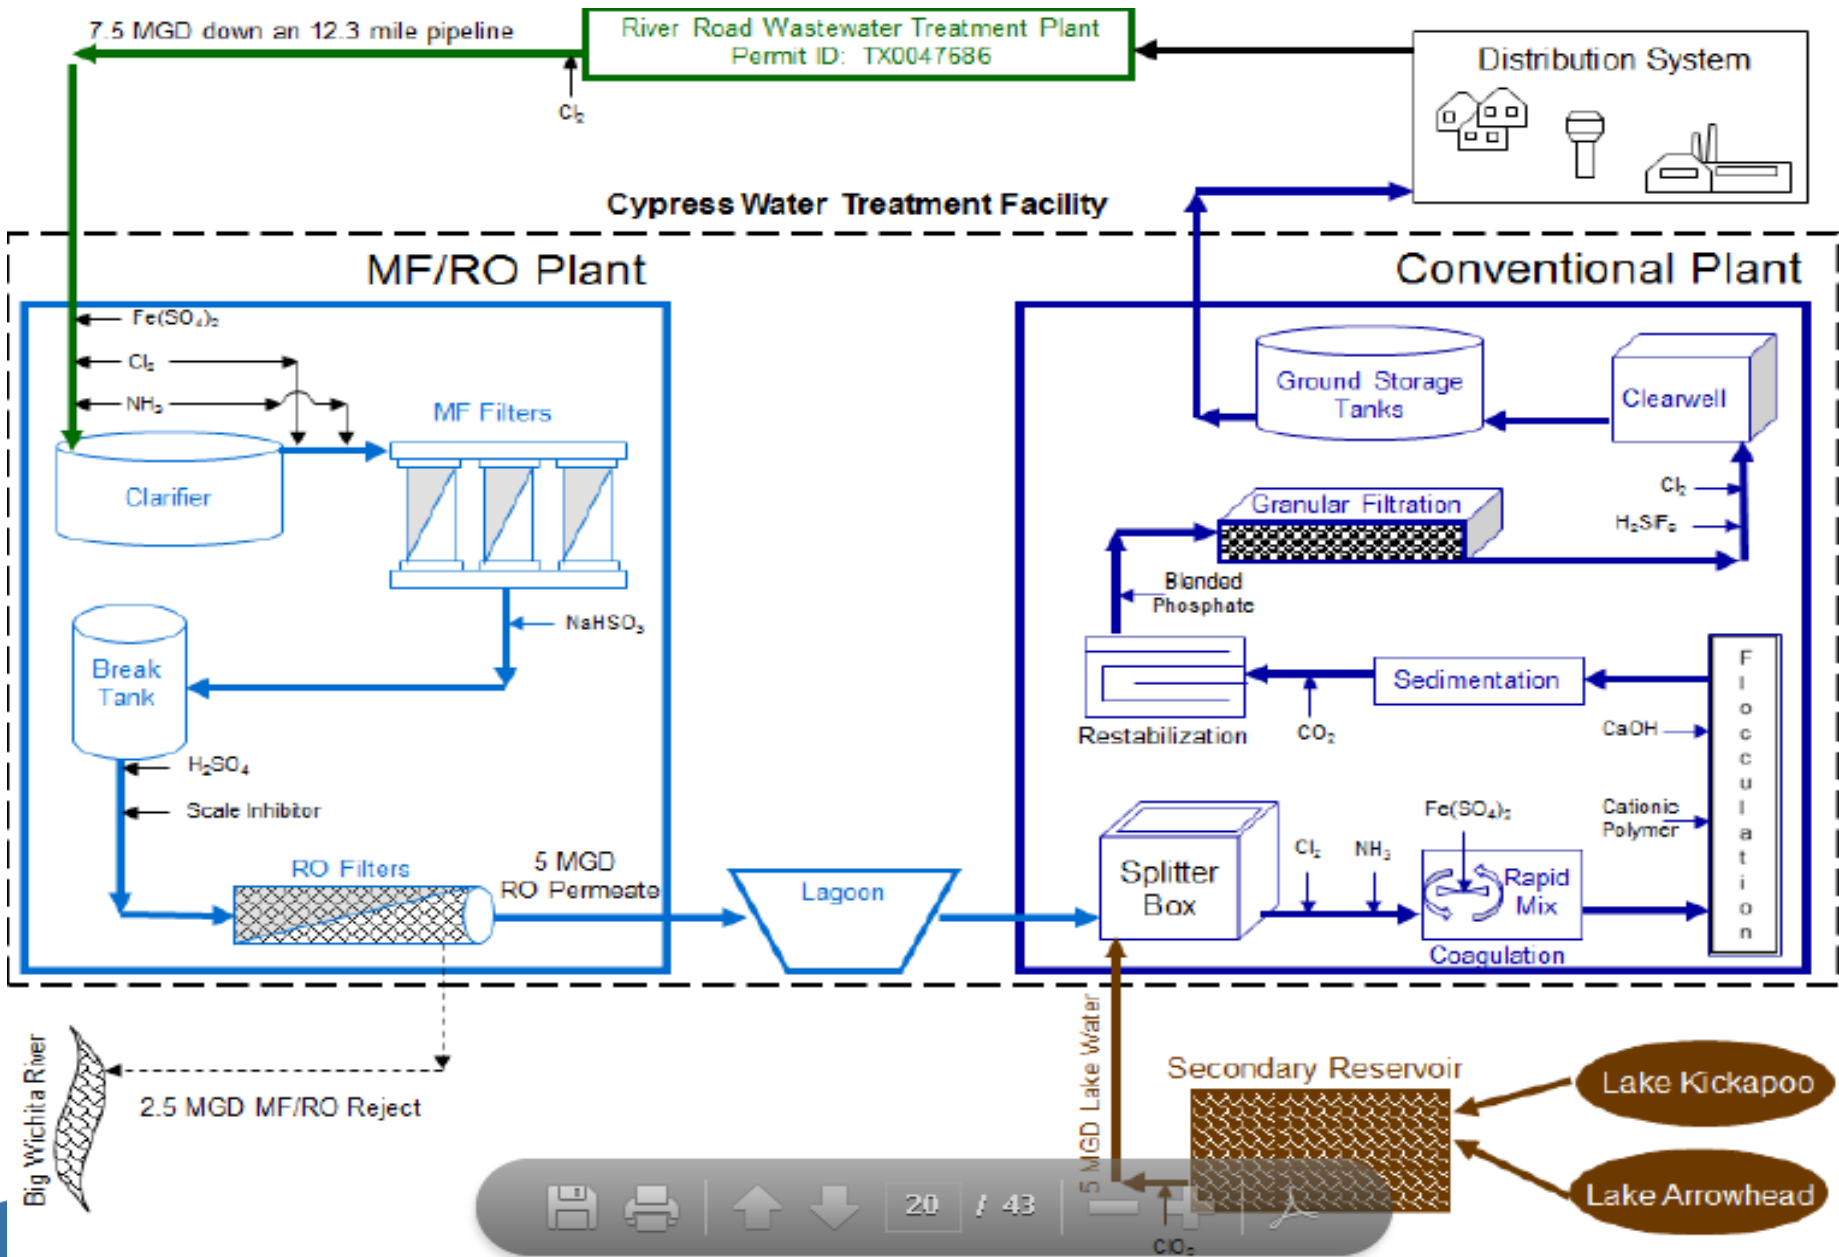 7.5 MGD down an 12.3 mile pipeline
River Road Wastewater Treatment Plant
Permit ID: TX0047686
Cl₂
Distribution System
Cypress Water Treatment Facility
MF/RO Plant
Fe(SO₄)₂
Cl₂
NH₃
MF Filters
Clarifier
NaHSO₃
Break
Tank
H₂SO₄
Scale Inhibitor
RO Filters
5 MGD
RO Permeate
Lagoon
Conventional Plant
Ground Storage
Tanks
Clearwell
Cl₂
H₂SiF₆
Granular Filtration
Blended
Phosphate
Restabilization
CO₂
Sedimentation
Flocculation
CaOH
Cationic
Polymer
Splitter
Box
Cl₂
NH₃
Fe(SO₄)₂
Rapid
Mix
Coagulation
Big Wichita River
2.5 MGD MF/RO Reject
5 MGD Lake Water
Secondary Reservoir
Lake Kickapoo
Lake Arrowhead
ClO₂
20 / 43